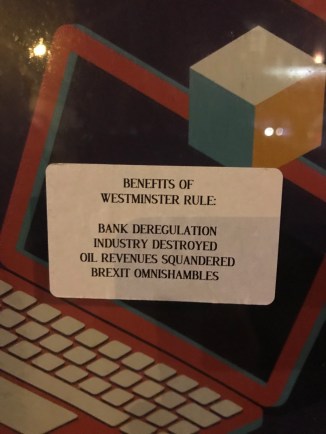 BENEFITS OF
WESTMINSTER RULE:
BANK DEREGULATION
INDUSTRY DESTROYED
OIL REVENUES SQUANDERED
BREXIT OMNISHAMBLES